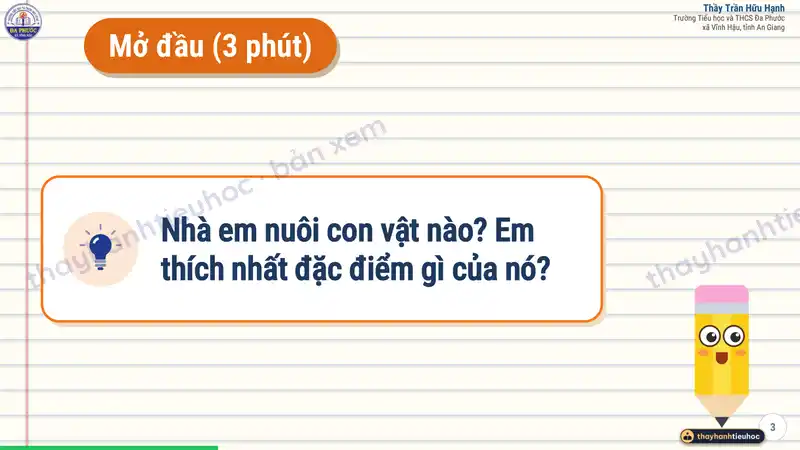 ĐA PHƯỚC
Mở đầu (3 phút)
Thầy Trần Hữu Hạnh
Trường Tiểu học và THCS Đa Phước
xã Vĩnh Hậu, tỉnh An Giang
thayhanhtieuhoc · bản xem
Nhà em nuôi con vật nào? Em
thích nhất đặc điểm gì của nó?
thayhanhtie
thayhanhtieuhoc
3